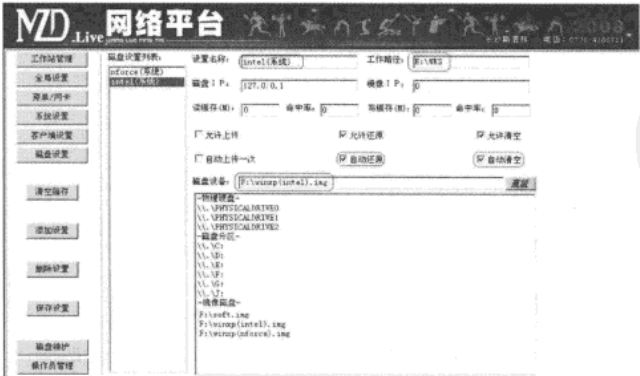 MZD.Live 网络平台
工作站管理
全局设置
菜单/网卡
系统设置
客户端设置
磁盘设置
清空缓存
添加设置
删除设置
保存设置
磁盘维护
操作员管理
磁盘设置列表:
nforce(系统)
intel(系统)
设置名称: intel(系统) 工作路径: E:\WKS
磁盘IP: 127.0.0.1 镜像IP: 0
读缓存(M): 0 命中率: 0 写缓存(M): 0 命中率: 0
允许上传 允许还原 允许清空
自动上传一次 自动还原 自动清空
磁盘设备: F:\winxp(intel).img
-物理硬盘-
\\.\PHYSICALDRIVE0
\\.\PHYSICALDRIVE1
\\.\PHYSICALDRIVE2
-磁盘分区-
\\.\C:
\\.\D:
\\.\E:
\\.\F:
\\.\G:
\\.\J:
-镜像磁盘-
F:\soft.img
F:\winxp(intel).img
F:\winxp(nforce).img